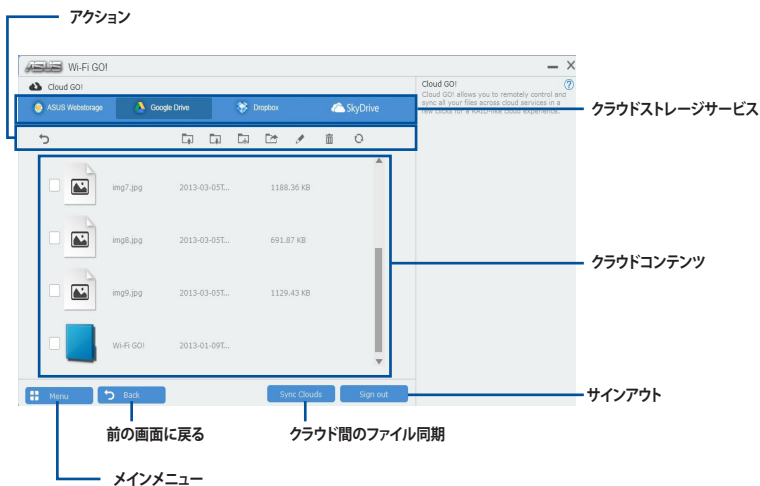 アクション
ASUS Wi-Fi GO!
Cloud GO!
ASUS Webstorage
Google Drive
Dropbox
SkyDrive
Cloud GO!
Cloud GO! allows you to remotely control and
sync all your files across cloud services in a
few clicks for a RAID-like cloud experience.
クラウドストレージサービス
img7.jpg 2013-03-05T... 1188.36 KB
img8.jpg 2013-03-05T... 691.87 KB
クラウドコンテンツ
img9.jpg 2013-03-05T... 1129.43 KB
Wi-Fi GO! 2013-01-09T...
Menu
Back
Sync Clouds
Sign out
サインアウト
前の画面に戻る
クラウド間のファイル同期
メインメニュー